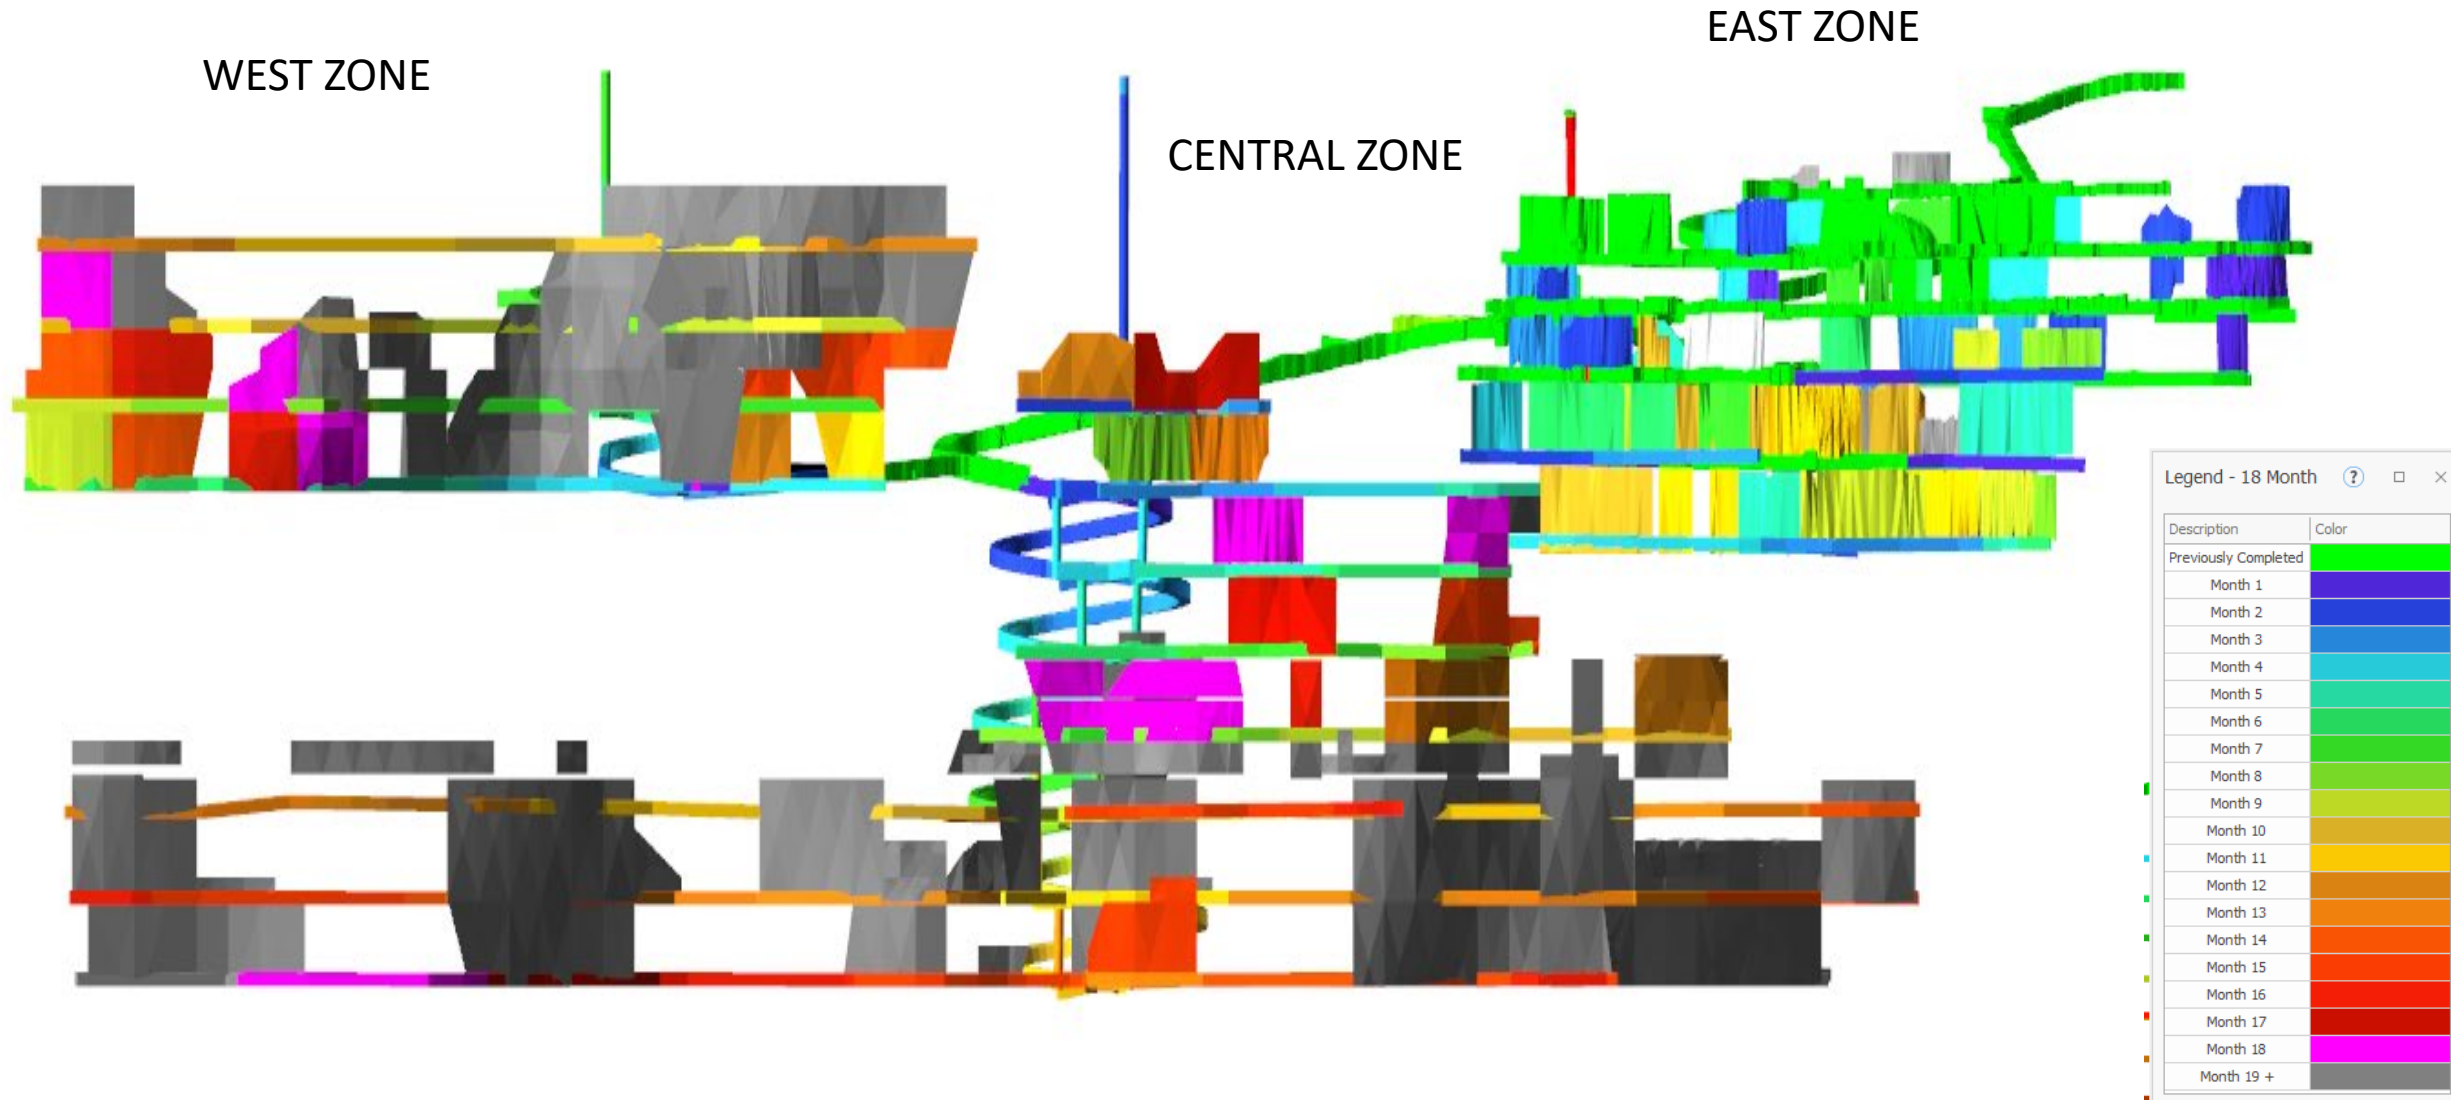 EAST ZONE
WEST ZONE
CENTRAL ZONE
Legend - 18 Month ?
Description Color
Previously Completed
Month 1
Month 2
Month 3
Month 4
Month 5
Month 6
Month 7
Month 8
Month 9
Month 10
Month 11
Month 12
Month 13
Month 14
Month 15
Month 16
Month 17
Month 18
Month 19 +